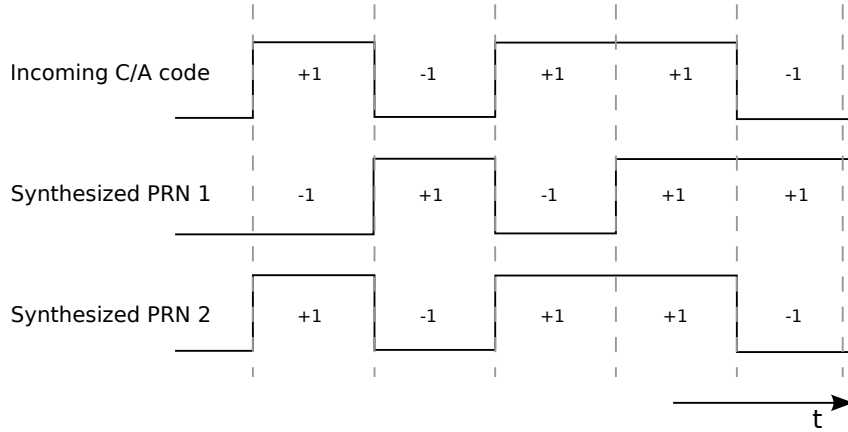 Incoming C/A code +1 -1 +1 +1 -1
Synthesized PRN 1 -1 +1 -1 +1 +1
Synthesized PRN 2 +1 -1 +1 +1 -1
t